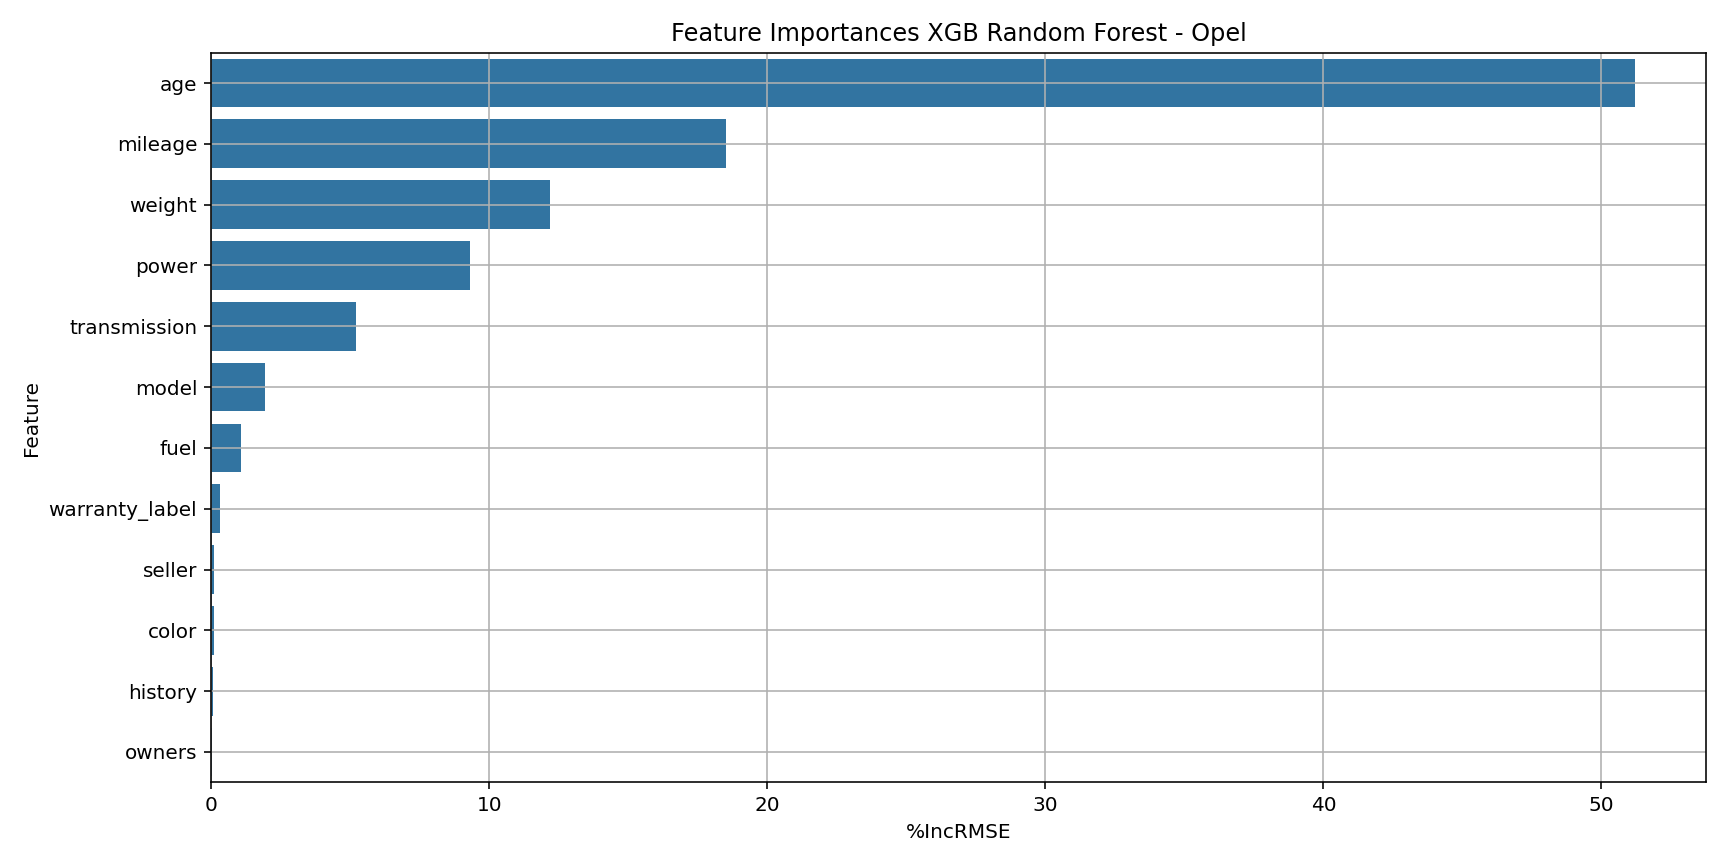 Feature Importances XGB Random Forest - Opel
age
mileage
weight
power
transmission
model
fuel
warranty_label
seller
color
history
owners
Feature
0 10 20 30 40 50
%IncRMSE